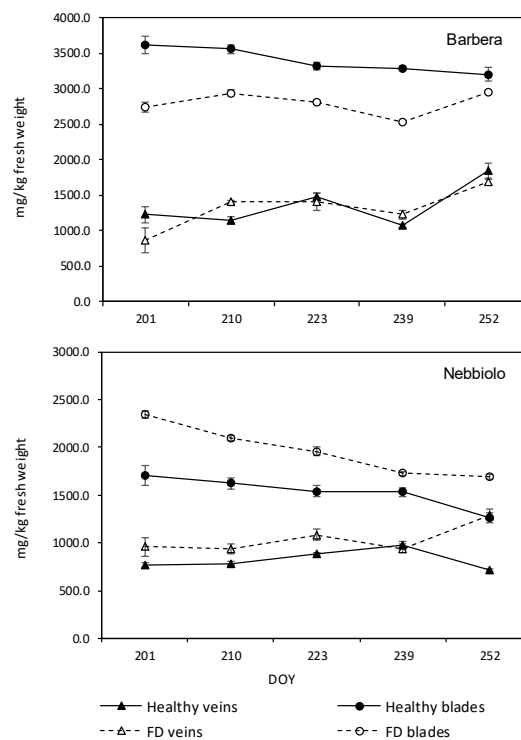 4000.0
Barbera
3500.0
3000.0
2500.0
2000.0
1500.0
1000.0
500.0
0.0
mg/kg fresh weight
201 210 223 239 252
3000.0
Nebbiolo
2500.0
2000.0
1500.0
1000.0
500.0
0.0
mg/kg fresh weight
201 210 223 239 252
DOY
Healthy veins Healthy blades
FD veins FD blades